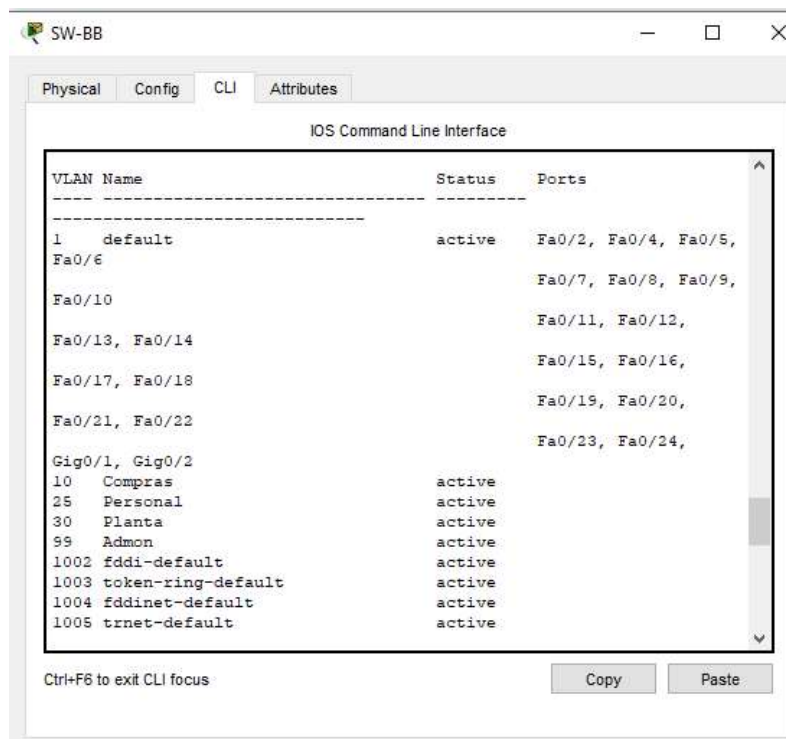 SW-BB
Physical Config CLI Attributes
IOS Command Line Interface
VLAN Name Status Ports
---- -------------------------------- ---------
-------------------------------
1 default active Fa0/2, Fa0/4, Fa0/5,
Fa0/6
Fa0/7, Fa0/8, Fa0/9,
Fa0/10
Fa0/11, Fa0/12,
Fa0/13, Fa0/14
Fa0/15, Fa0/16,
Fa0/17, Fa0/18
Fa0/19, Fa0/20,
Fa0/21, Fa0/22
Fa0/23, Fa0/24,
Gig0/1, Gig0/2
10 Compras active
25 Personal active
30 Planta active
99 Admon active
1002 fddi-default active
1003 token-ring-default active
1004 fddinet-default active
1005 trnet-default active
Ctrl+F6 to exit CLI focus Copy Paste